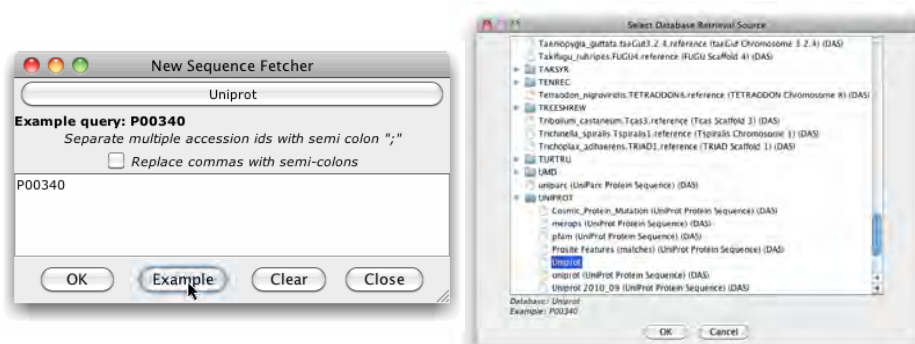 New Sequence Fetcher
Uniprot
Example query: P00340
Separate multiple accession ids with semi colon ";"
Replace commas with semi-colons
P00340
OK
Example
Clear
Close
Select Database Retrieval Source
Taeniopygia_guttata.taeGut3.2.4.reference (taeGut Chromosome 3.2.4) (DAS)
Takifugu_rubripes.FUGU4.reference (FUGU Scaffold 4) (DAS)
TARSYR
TENREC
Tetraodon_nigroviridis.TETRAODON8.reference (TETRAODON Chromosome 8) (DAS)
TREESHREW
Tribolium_castaneum.Tcas3.reference (Tcas Scaffold 3) (DAS)
Trichinella_spiralis.Tspiralis1.reference (Tspiralis Chromosome 1) (DAS)
Trichoplax_adhaerens.TRIAD1.reference (TRIAD Scaffold 1) (DAS)
TURTRU
UMD
uniparc (UniParc Protein Sequence) (DAS)
UNIPROT
Cosmic_Protein_Mutation (UniProt Protein Sequence) (DAS)
merops (UniProt Protein Sequence) (DAS)
pfam (UniProt Protein Sequence) (DAS)
Prosite Features (matches) (UniProt Protein Sequence) (DAS)
Uniprot
uniprot (UniProt Protein Sequence) (DAS)
Uniprot 2010_09 (UniProt Protein Sequence) (DAS)
Database: Uniprot
Example: P00340
OK
Cancel